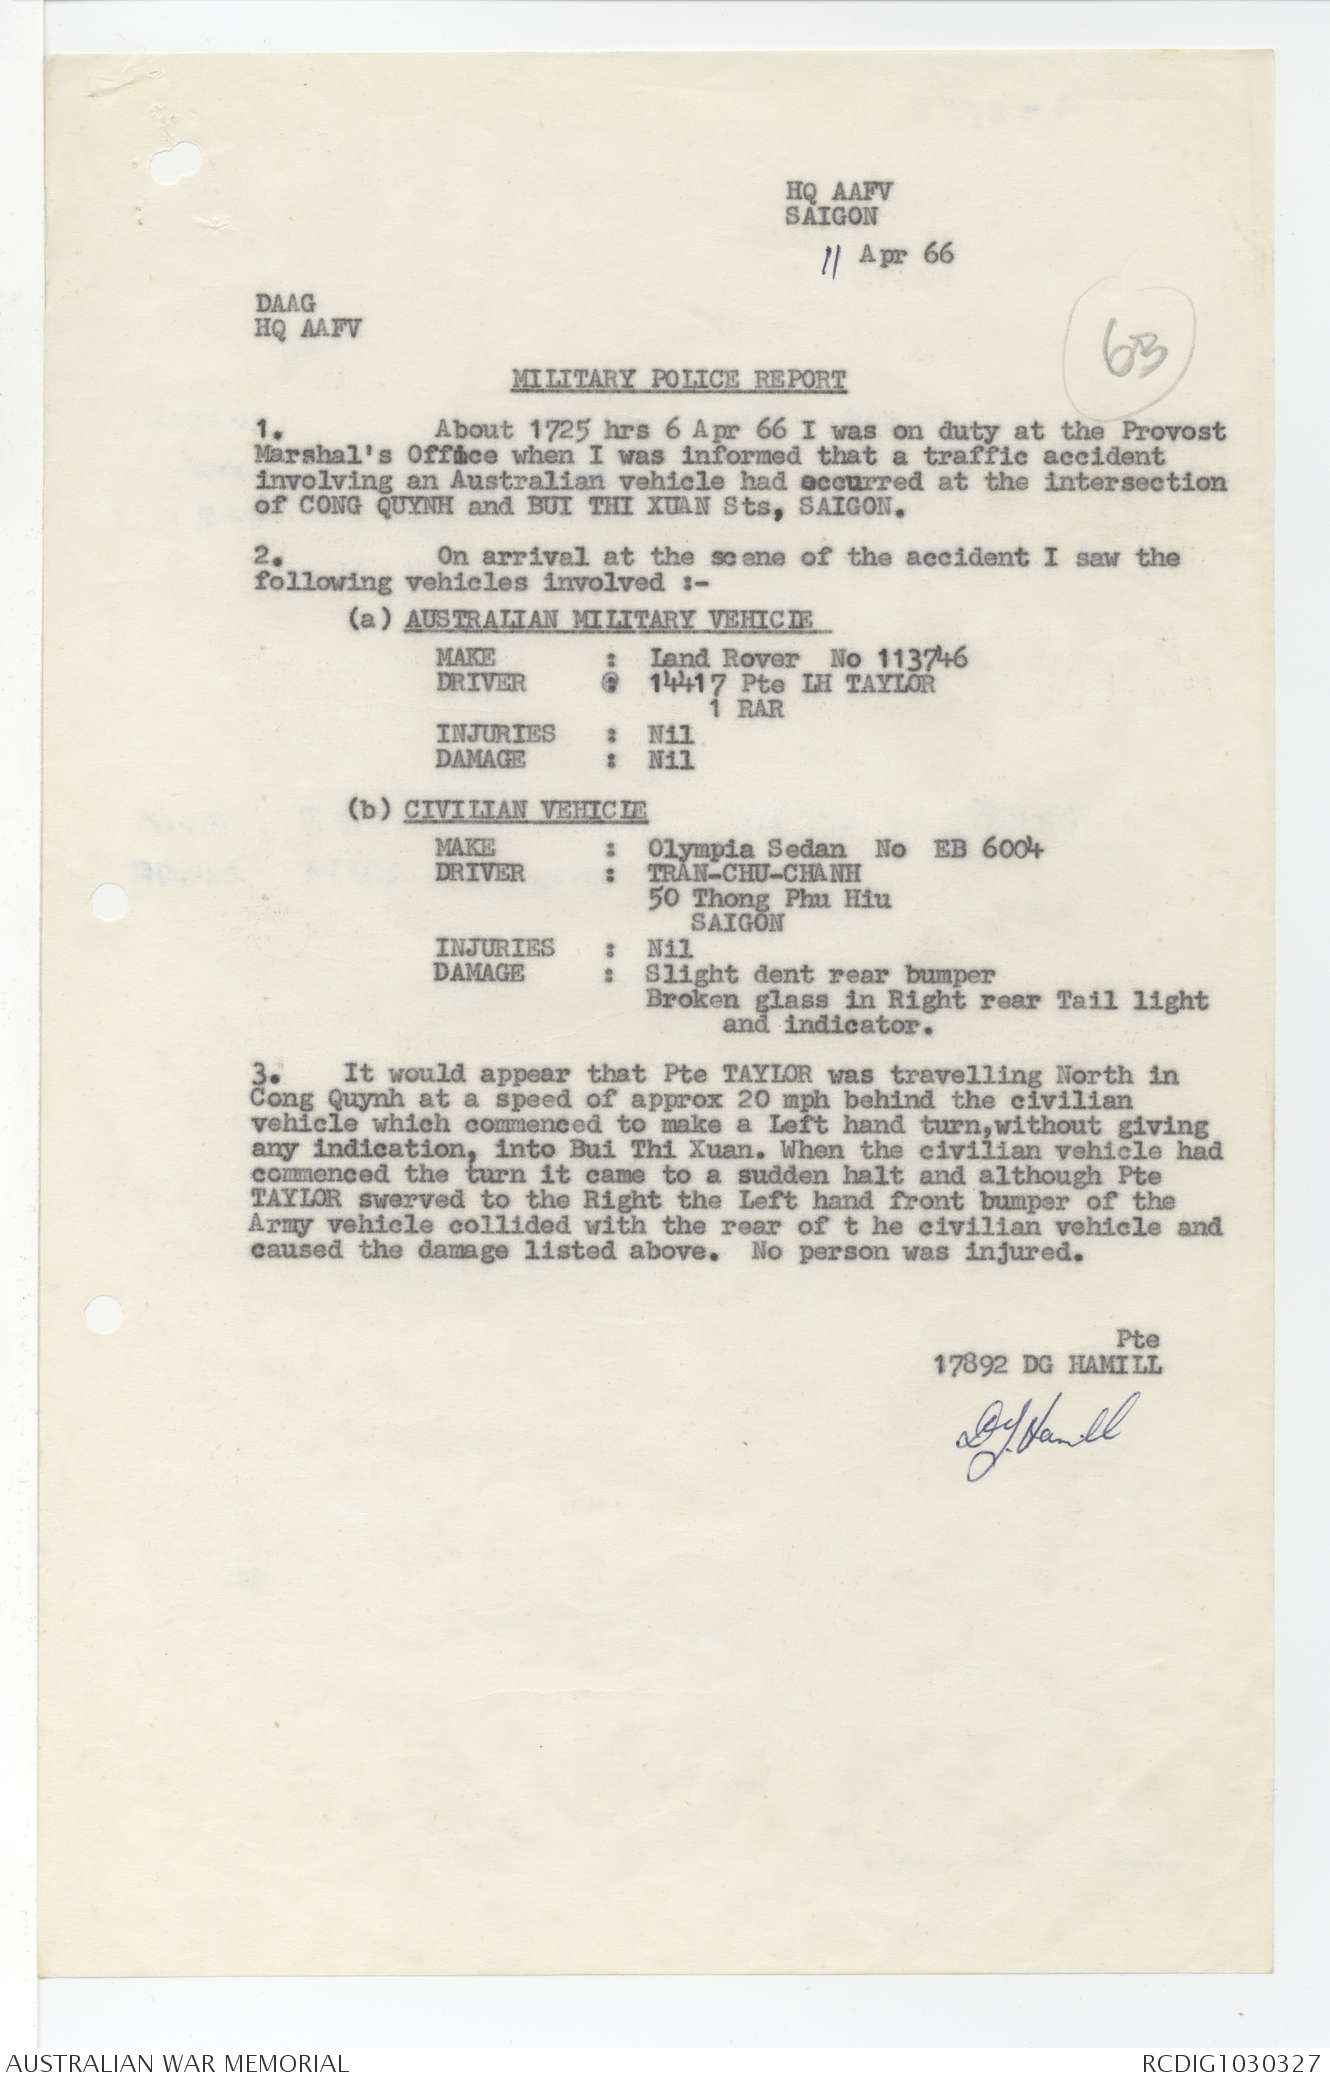 HQ AAFV
SAIGON
11 Apr 66
DAAG
HQ AAFV
63
MILITARY POLICE REPORT
1. About 1725 hrs 6 Apr 66 I was on duty at the Provost
Marshal's Office when I was informed that a traffic accident
involving an Australian vehicle had occurred at the intersection
of CONG QUYNH and BUI THI XUAN Sts, SAIGON.
2. On arrival at the scene of the accident I saw the
following vehicles involved :-
(a) AUSTRALIAN MILITARY VEHICLE
MAKE : Land Rover No 113746
DRIVER : 14417 Pte LH TAYLOR
1 RAR
INJURIES : Nil
DAMAGE : Nil
(b) CIVILIAN VEHICLE
MAKE : Olympia Sedan No EB 6004
DRIVER : TRAN-CHU-CHANH
50 Thong Phu Hiu
SAIGON
INJURIES : Nil
DAMAGE : Slight dent rear bumper
Broken glass in Right rear Tail light
and indicator.
3. It would appear that Pte TAYLOR was travelling North in
Cong Quynh at a speed of approx 20 mph behind the civilian
vehicle which commenced to make a Left hand turn,without giving
any indication, into Bui Thi Xuan. When the civilian vehicle had
commenced the turn it came to a sudden halt and although Pte
TAYLOR swerved to the Right the Left hand front bumper of the
Army vehicle collided with the rear of t he civilian vehicle and
caused the damage listed above. No person was injured.
Pte
17892 DG HAMILL
DG Hamill
AUSTRALIAN WAR MEMORIAL
RCDIG1030327